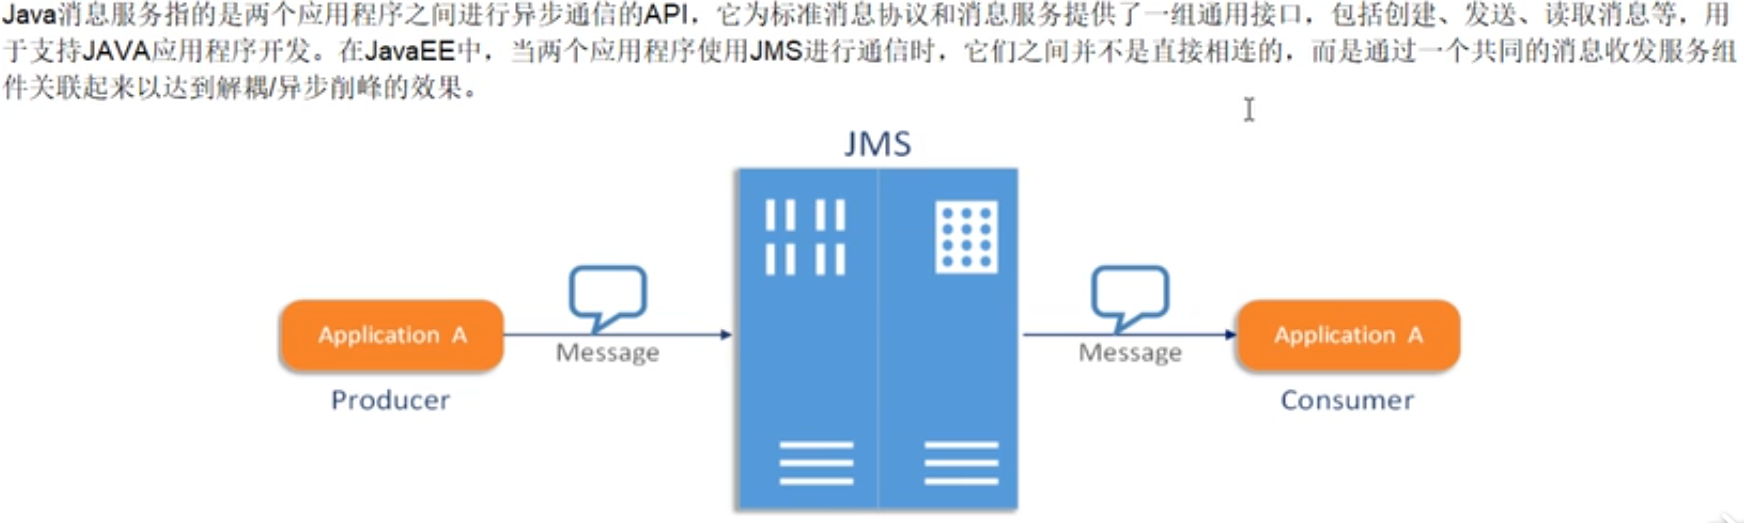 Java消息服务指的是两个应用程序之间进行异步通信的API，它为标准消息协议和消息服务提供了一组通用接口，包括创建、发送、读取消息等，用
于支持JAVA应用程序开发。在JavaEE中，当两个应用程序使用JMS进行通信时，它们之间并不是直接相连的，而是通过一个共同的消息收发服务组
件关联起来以达到解耦/异步削峰的效果。
JMS
Application A
Message
Message
Application A
Producer
Consumer